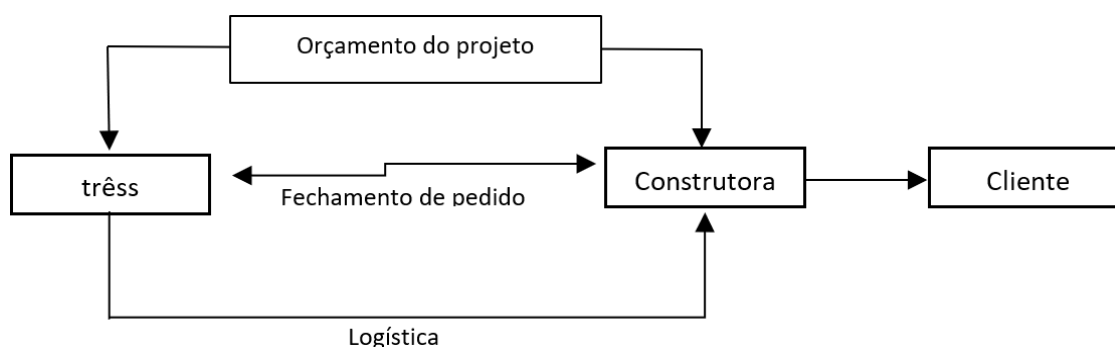 Orçamento do projeto
trêss
Fechamento de pedido
Construtora
Cliente
Logística